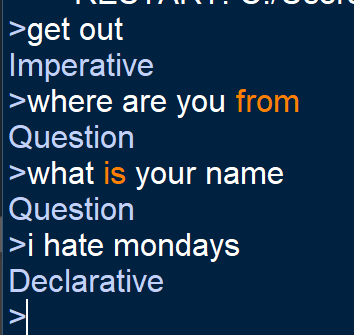 >get out
Imperative
>where are you from
Question
>what is your name
Question
>i hate mondays
Declarative
>